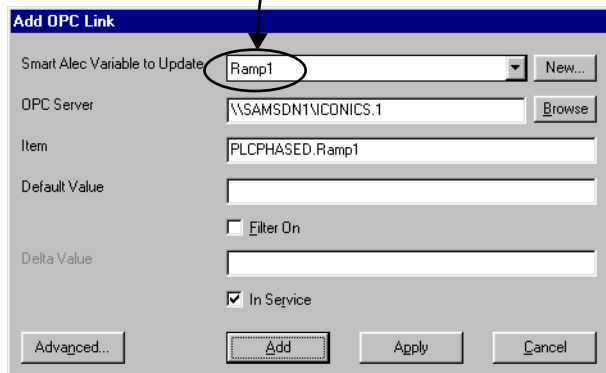 Add OPC Link
Smart Alec Variable to Update Ramp1 New...
OPC Server \\SAMSDN1\ICONICS.1 Browse
Item PLCPHASED.Ramp1
Default Value
Filter On
Delta Value
In Service
Advanced... Add Apply Cancel